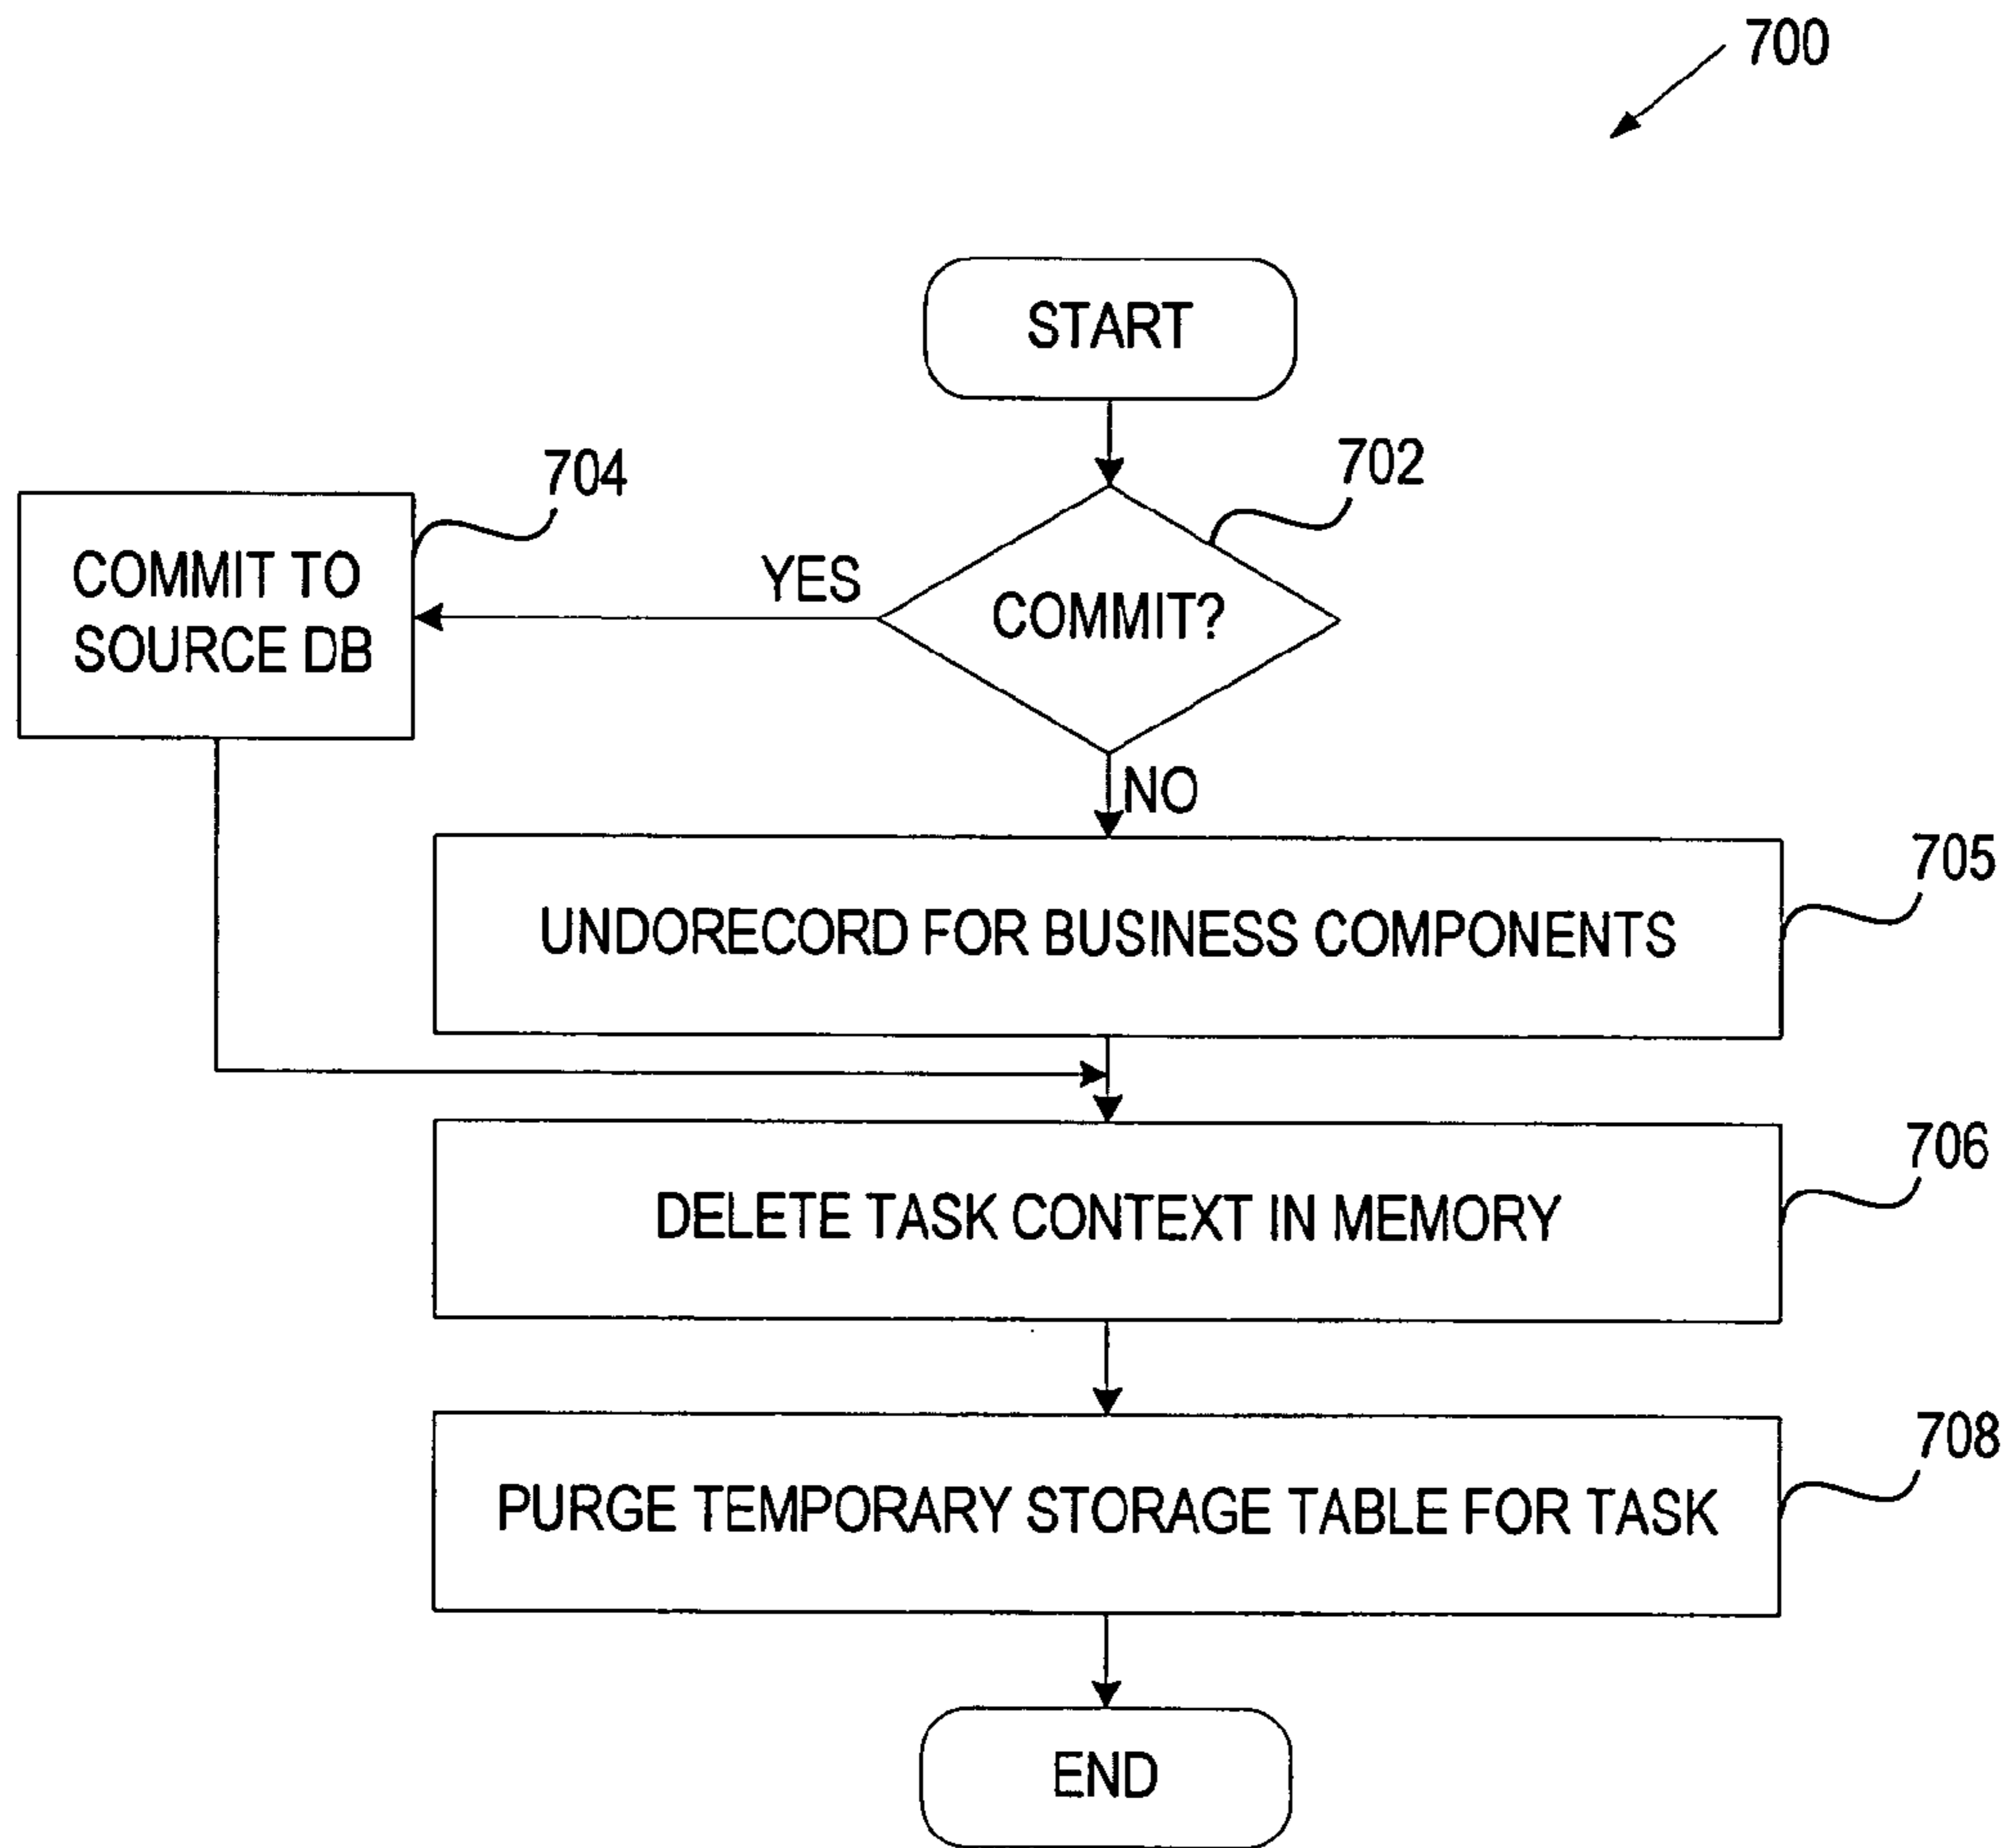 700
START
702
704
COMMIT TO
SOURCE DB
YES
COMMIT?
NO
705
UNDORECORD FOR BUSINESS COMPONENTS
706
DELETE TASK CONTEXT IN MEMORY
708
PURGE TEMPORARY STORAGE TABLE FOR TASK
END